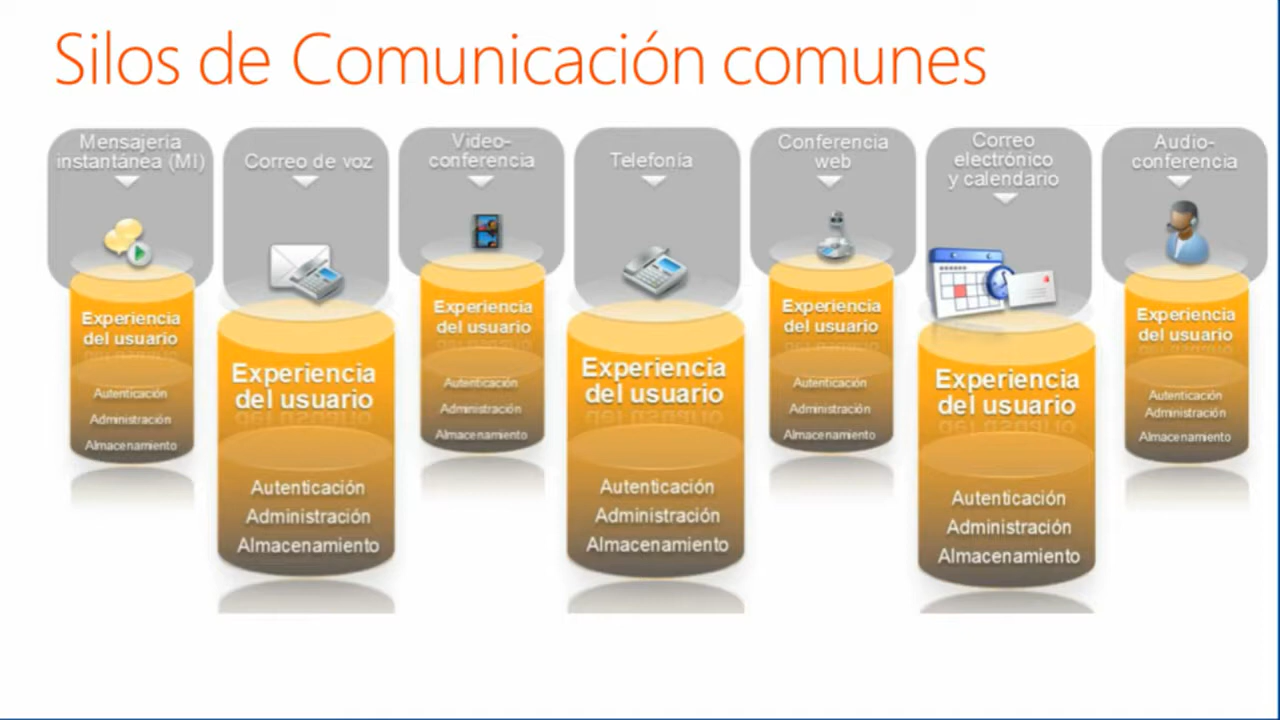 Silos de Comunicación comunes
Mensajería
instantánea (MI)
Experiencia
del usuario
Autenticación
Administración
Almacenamiento
Correo de voz
Experiencia
del usuario
Autenticación
Administración
Almacenamiento
Video-
conferencia
Experiencia
del usuario
Autenticación
Administración
Almacenamiento
Telefonía
Experiencia
del usuario
Autenticación
Administración
Almacenamiento
Conferencia
web
Experiencia
del usuario
Autenticación
Administración
Almacenamiento
Correo
electrónico
y calendario
Experiencia
del usuario
Autenticación
Administración
Almacenamiento
Audio-
conferencia
Experiencia
del usuario
Autenticación
Administración
Almacenamiento